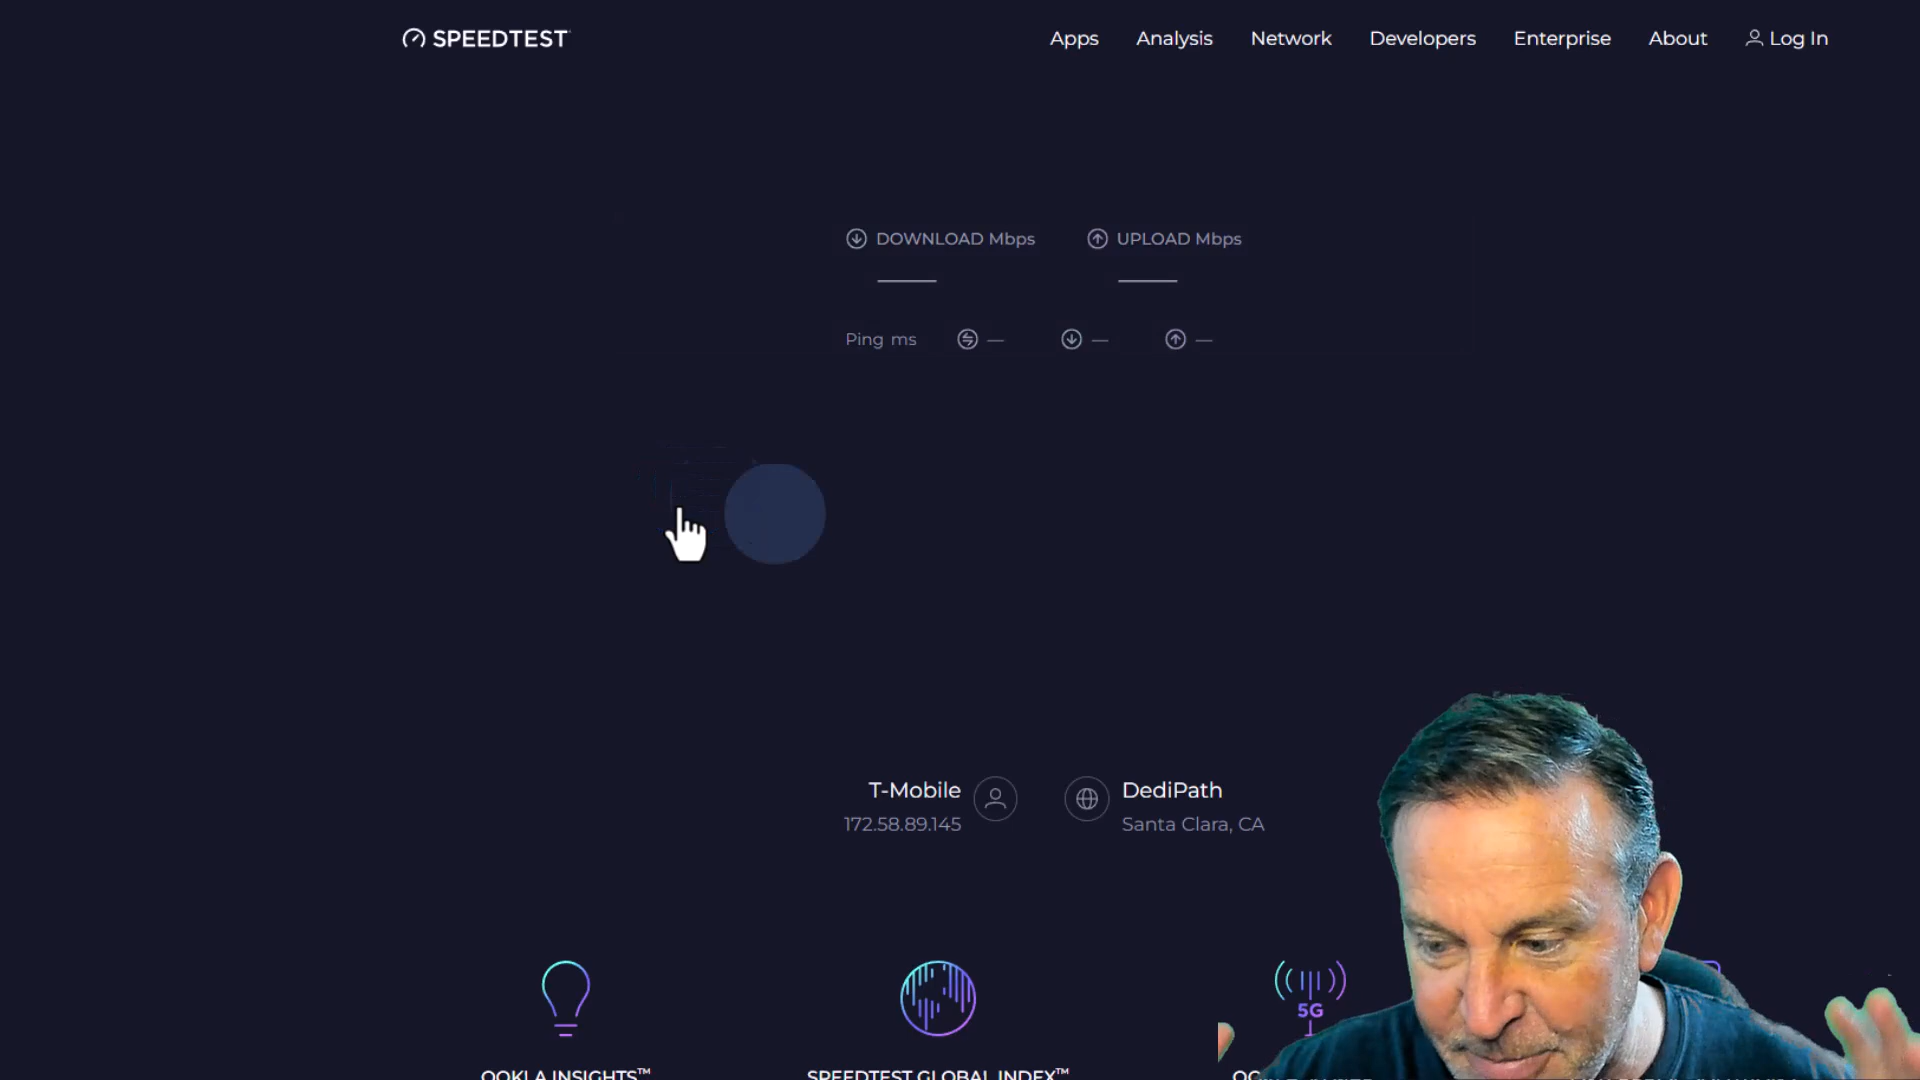 SPEEDTEST
Apps
Analysis
Network
Developers
Enterprise
About
Log In
DOWNLOAD Mbps
UPLOAD Mbps
Ping ms
T-Mobile
172.58.89.145
DediPath
Santa Clara, CA
5G
OOKLA INSIGHTS™
SPEEDTEST GLOBAL INDEX™